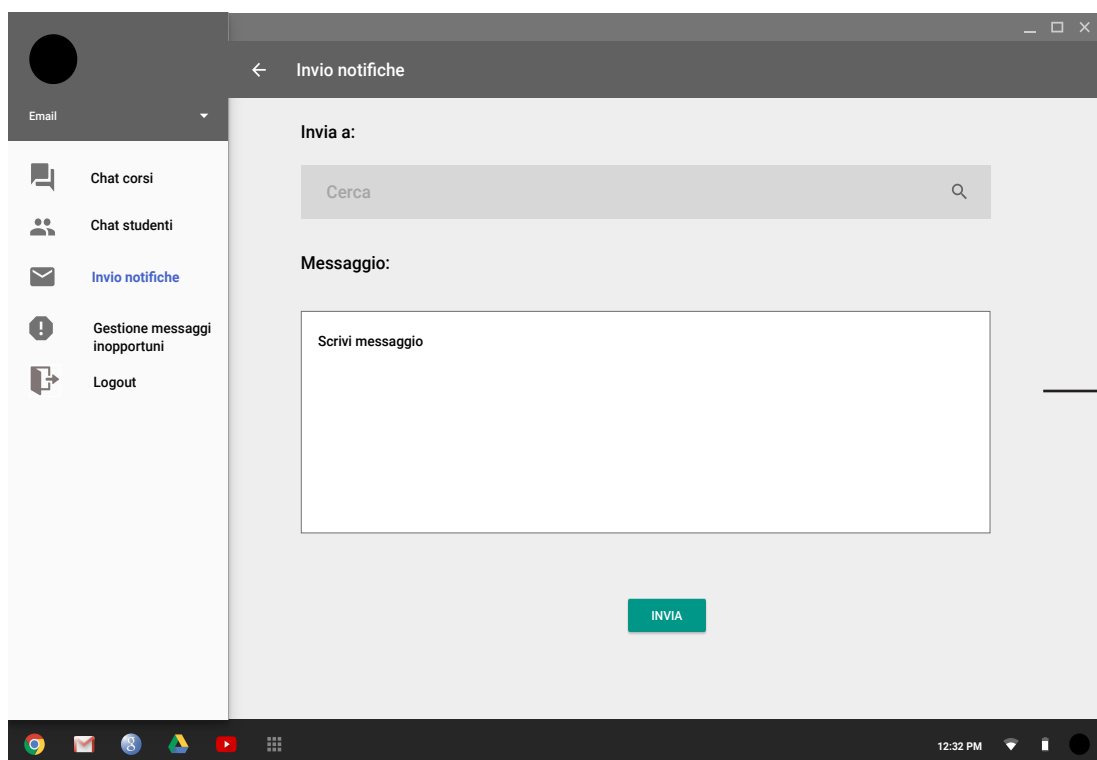 Email
Chat corsi
Chat studenti
Invio notifiche
Gestione messaggi
inopportuni
Logout
Invio notifiche
Invia a:
Cerca
Messaggio:
Scrivi messaggio
INVIA
8
12:32 PM